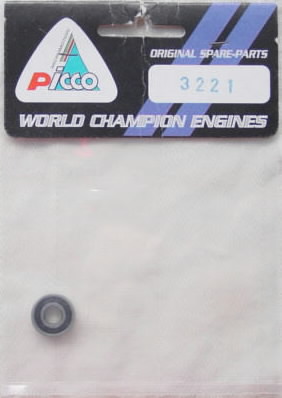 PICCO
ORIGINAL SPARE-PARTS
3221
WORLD CHAMPION ENGINES